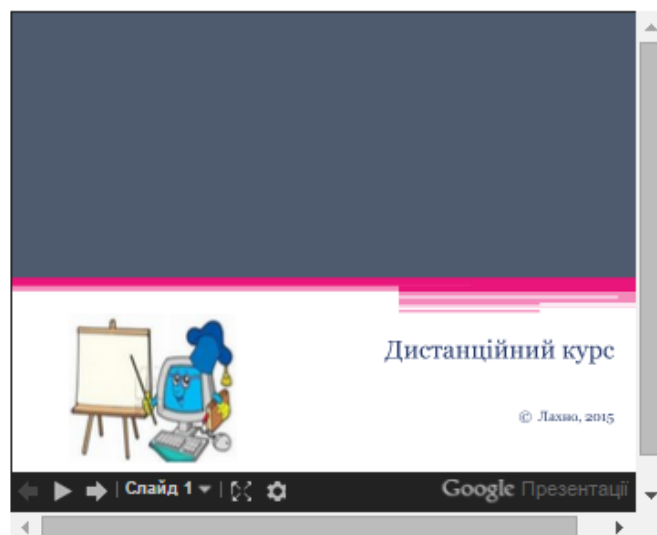 Дистанційний курс
© Лахно, 2015
Слайд 1
Google Презентації